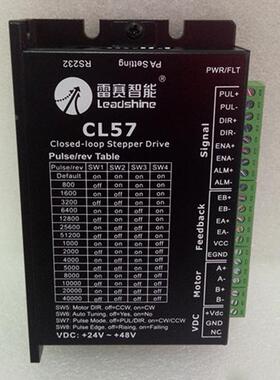 RS232
PA Setting
PWR/FLT
雷赛智能
Leadshine
CL57
Closed-loop Stepper Drive
Pulse/rev Table
Pulse/rev SW1 SW2 SW3 SW4
Default on on on on
800 off on on on
1600 on off on on
3200 off off on on
6400 on on off on
12800 off on off on
25600 on off off on
51200 off off off on
1000 on on on off
2000 off on on off
4000 on off on off
5000 off off on off
8000 on on off off
10000 off on off off
20000 on off off off
40000 off off off off
SW5: Motor DIR, off=CCW, on=CW
SW6: Auto Tuning, off=Yes, on=No
SW7: Pulse Mode, off=PUL/DIR, on=CW/CCW
SW8: Pulse Edge, off=Rising, on=Falling
VDC: +24V ~ +48V
Signal
PUL+
PUL-
DIR+
DIR-
ENA+
ENA-
ALM+
ALM-
Feedback
EB+
EB-
EA+
EA-
VCC
EGND
Motor
A+
A-
B+
B-
VDC
+Vdc
GND
NC